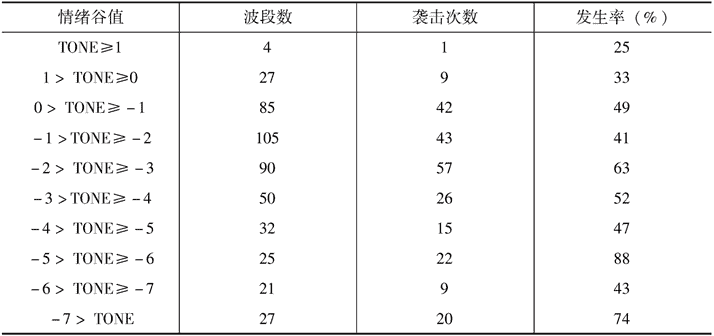 情绪谷值 波段数 袭击次数 发生率（%）
TONE≥1 4 1 25
1 > TONE≥0 27 9 33
0 > TONE≥ -1 85 42 49
-1 >TONE≥ -2 105 43 41
-2 > TONE≥ -3 90 57 63
-3 >TONE≥ -4 50 26 52
-4 > TONE≥ -5 32 15 47
-5 > TONE≥ -6 25 22 88
-6 > TONE≥ -7 21 9 43
-7 > TONE 27 20 74